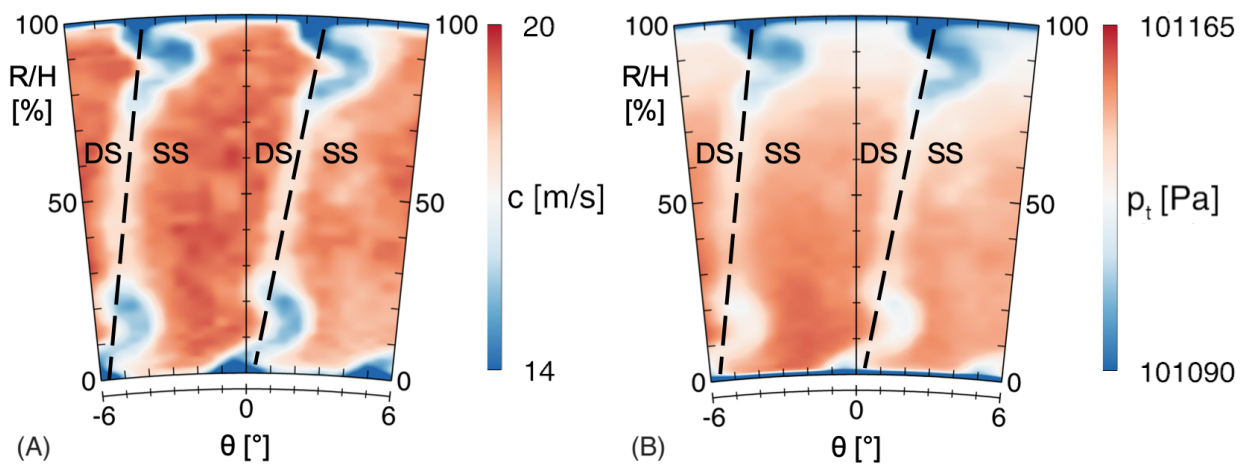 100 100 20
R/H
[%]
DS SS DS SS
50 50 c [m/s]
0 0 14
-6 0 6
(A) θ [°]
100 100 101165
R/H
[%]
DS SS DS SS
50 50 pt [Pa]
0 0 101090
-6 0 6
(B) θ [°]